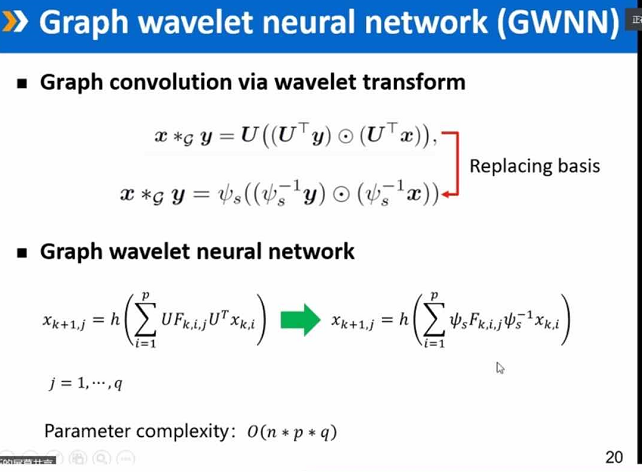 Graph wavelet neural network (GWNN)
正
■ Graph convolution via wavelet transform
x *_G y = U((U^⊤y) ⊙ (U^⊤x)),
Replacing basis
x *_G y = ψ_s((ψ_s^{-1}y) ⊙ (ψ_s^{-1}x))
■ Graph wavelet neural network
x_{k+1,j} = h(∑_{i=1}^{p} UF_{k,i,j}U^T x_{k,i}) x_{k+1,j} = h(∑_{i=1}^{p} ψ_s F_{k,i,j} ψ_s^{-1} x_{k,i})
j = 1,⋯,q
Parameter complexity: O(n * p * q)
20